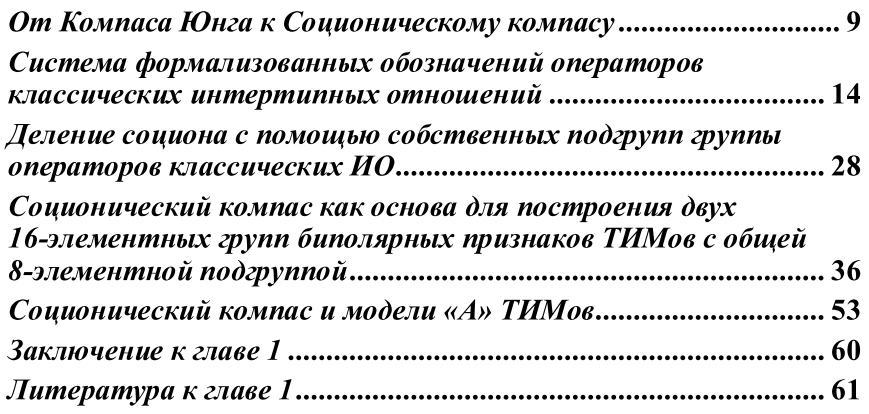 От Компаса Юнга к Соционическому компасу ............................ 9
Система формализованных обозначений операторов
классических интертипных отношений ................................... 14
Деление социона с помощью собственных подгрупп группы
операторов классических ИО....................................................... 28
Соционический компас как основа для построения двух
16-элементных групп биполярных признаков ТИМов с общей
8-элементной подгруппой............................................................. 36
Соционический компас и модели «А» ТИМов............................. 53
Заключение к главе 1 ..................................................................... 60
Литература к главе 1.................................................................... 61